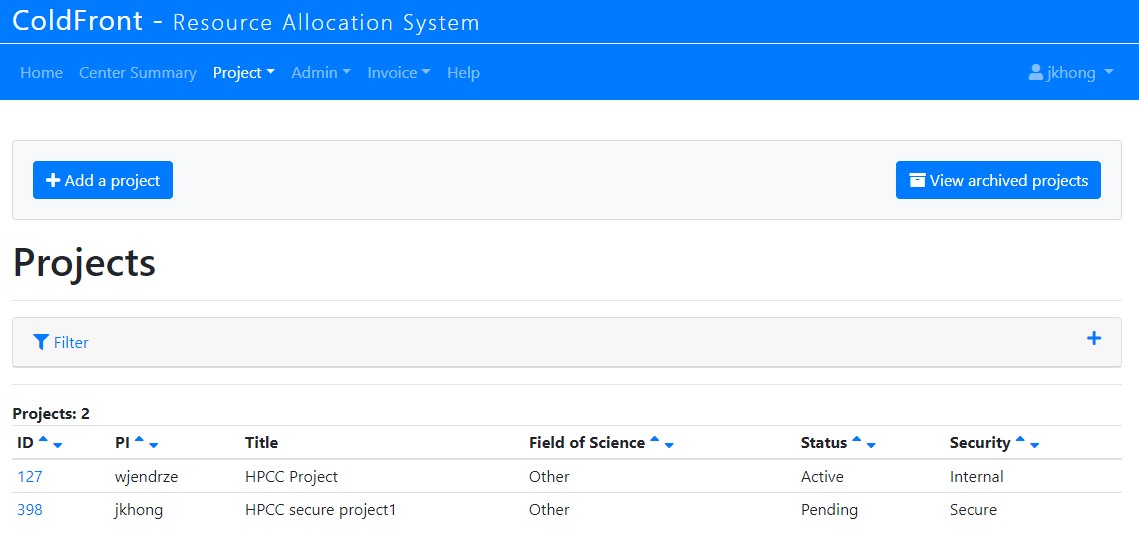 ColdFront - Resource Allocation System
Home Center Summary Project Admin Invoice Help jkhong
Add a project View archived projects
Projects
Filter
Projects: 2
ID PI Title Field of Science Status Security
127 wjendrze HPCC Project Other Active Internal
398 jkhong HPCC secure project1 Other Pending Secure